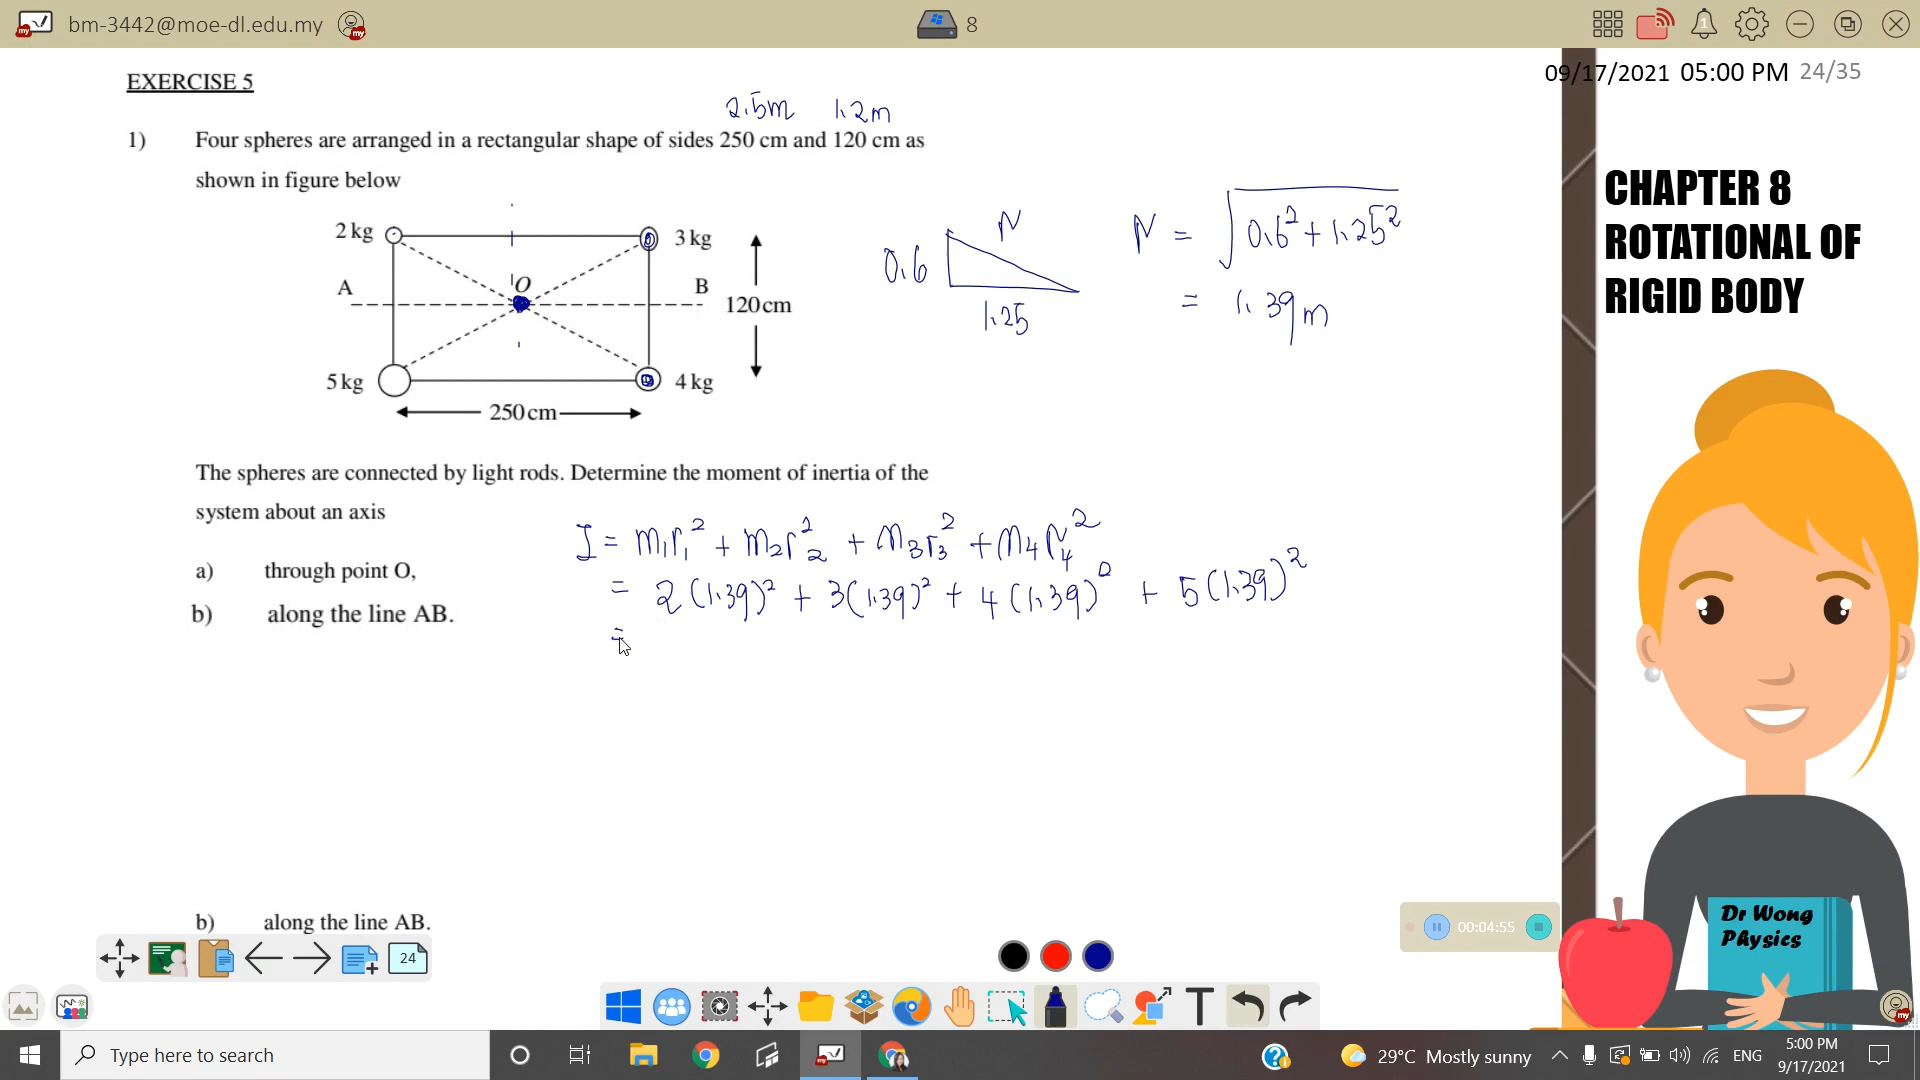 bm-3442@moe-dl.edu.my
8
1
09/17/2021 05:00 PM 24/35
EXERCISE 5
2.5m 1.2m
1) Four spheres are arranged in a rectangular shape of sides 250 cm and 120 cm as
shown in figure below
2 kg
3 kg
A
O
B
120 cm
5 kg
4 kg
250 cm
r
0.6
1.25
r = √0.6² + 1.25²
= 1.39m
The spheres are connected by light rods. Determine the moment of inertia of the
system about an axis
a) through point O,
b) along the line AB.
I = m₁r₁² + m₂r₂² + m₃r₃² + m₄r₄²
= 2(1.39)² + 3(1.39)² + 4(1.39)² + 5(1.39)²
=
b) along the line AB.
CHAPTER 8
ROTATIONAL OF
RIGID BODY
Dr Wong
Physics
00:04:55
24
T
Type here to search
29°C Mostly sunny
ENG
5:00 PM
9/17/2021